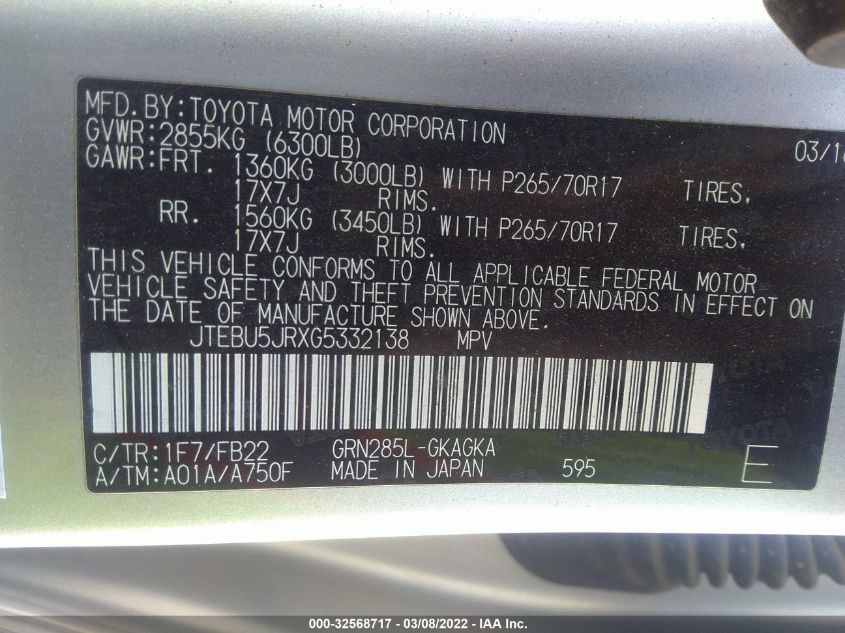 MFD. BY: TOYOTA MOTOR CORPORATION 03/16
GVWR: 2855KG (6300LB)
GAWR: FRT. 1360KG (3000LB) WITH P265/70R17 TIRES,
17X7J RIMS.
RR. 1560KG (3450LB) WITH P265/70R17 TIRES,
17X7J RIMS.
THIS VEHICLE CONFORMS TO ALL APPLICABLE FEDERAL MOTOR
VEHICLE SAFETY AND THEFT PREVENTION STANDARDS IN EFFECT ON
THE DATE OF MANUFACTURE SHOWN ABOVE.
JTEBU5JRXG5332138 MPV
C/TR: 1F7/FB22 GRN285L-GKAGKA
A/TM: A01A/A750F MADE IN JAPAN 595 E
000-32568717 - 03/08/2022 - IAA Inc.